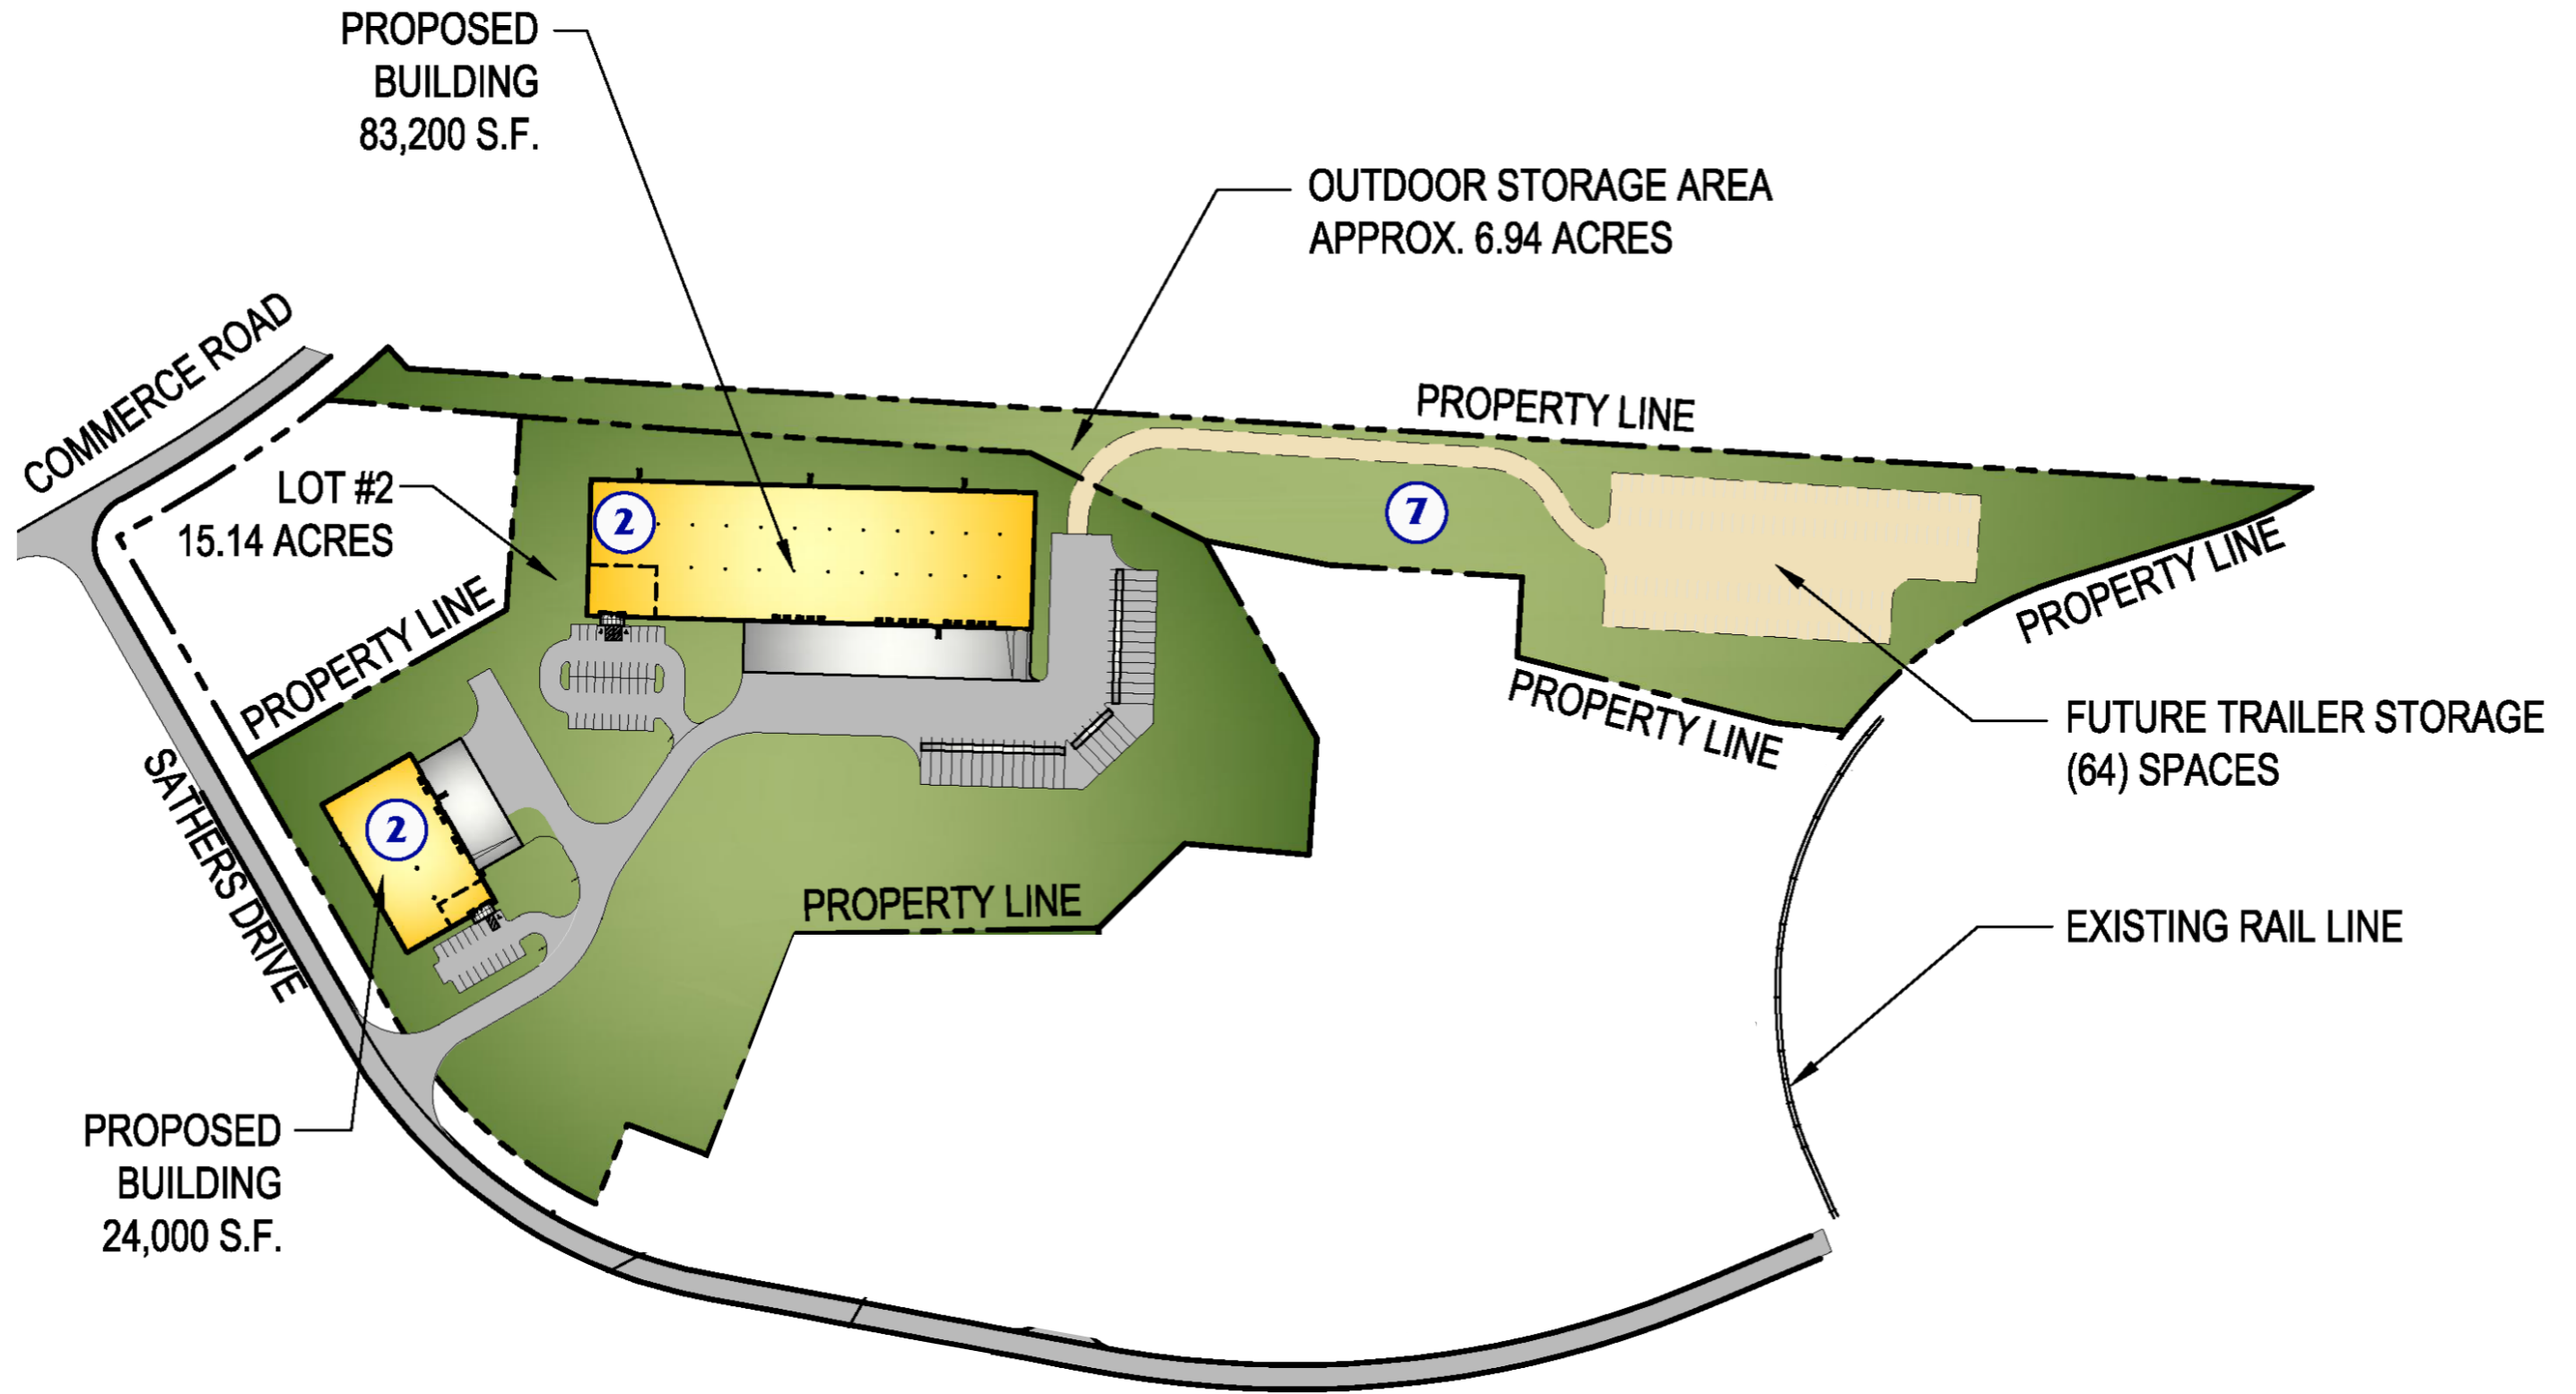 PROPOSED
BUILDING
83,200 S.F.
OUTDOOR STORAGE AREA
APPROX. 6.94 ACRES
COMMERCE ROAD
PROPERTY LINE
LOT #2
15.14 ACRES
2
7
PROPERTY LINE
PROPERTY LINE
PROPERTY LINE
FUTURE TRAILER STORAGE
(64) SPACES
SATHERS DRIVE
2
PROPERTY LINE
EXISTING RAIL LINE
PROPOSED
BUILDING
24,000 S.F.